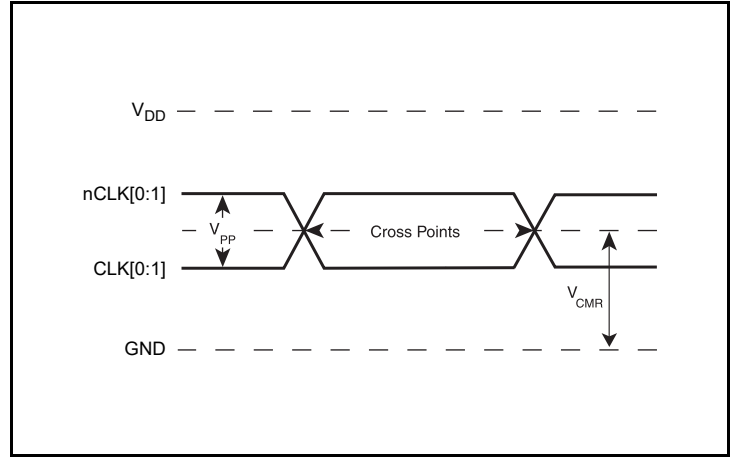 VDD
nCLK[0:1]
VPP
Cross Points
CLK[0:1]
VCMR
GND